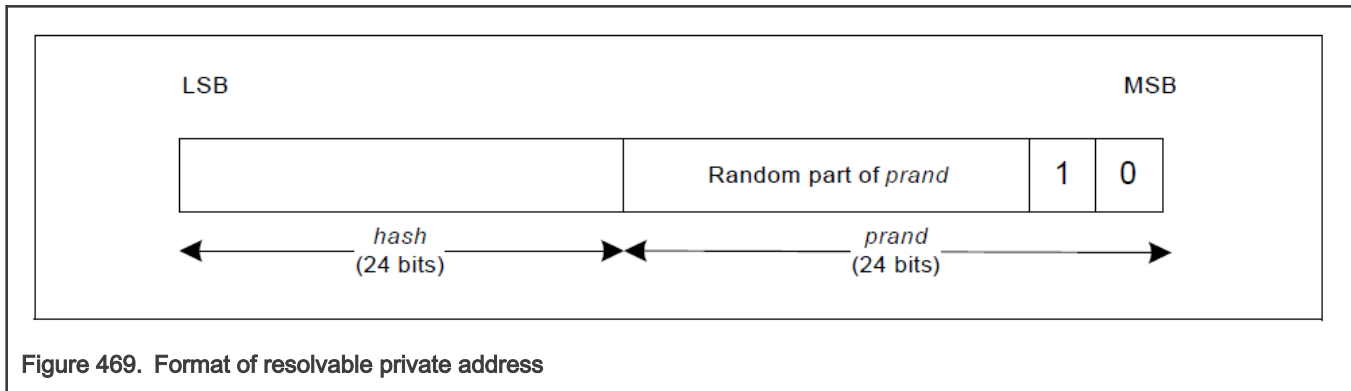 LSB MSB
Random part of prand 1 0
hash prand
(24 bits) (24 bits)
Figure 469. Format of resolvable private address